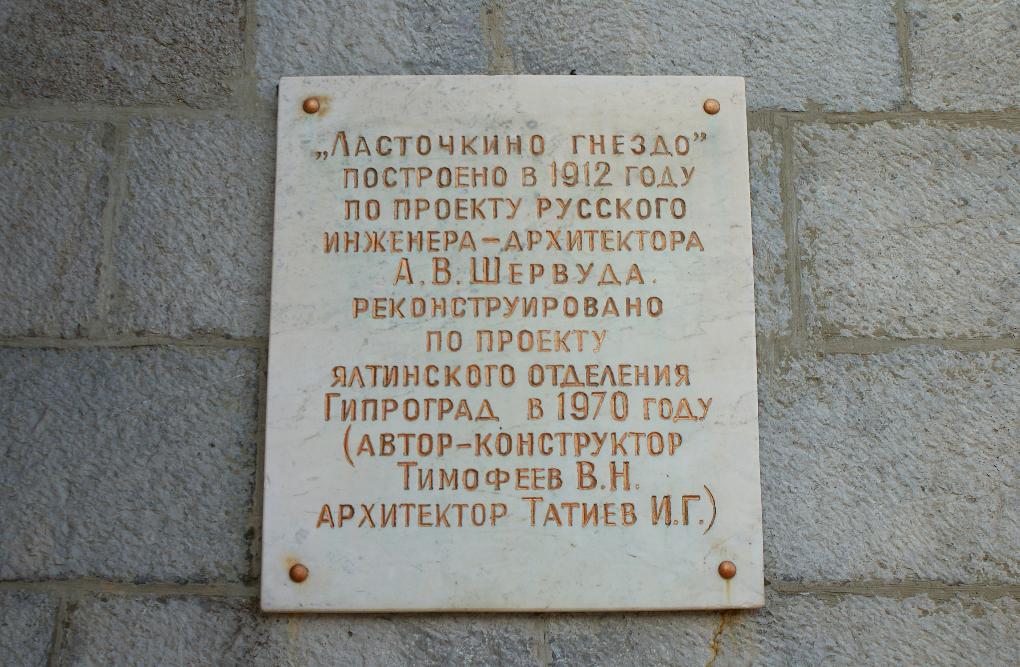 „Ласточкино гнездо”
построено в 1912 году
по проекту русского
инженера-архитектора
А.В.Шервуда.
реконструировано
по проекту
ялтинского отделения
Гипроград в 1970 году
(автор-конструктор
Тимофеев В.Н.
архитектор Татиев И.Г.)